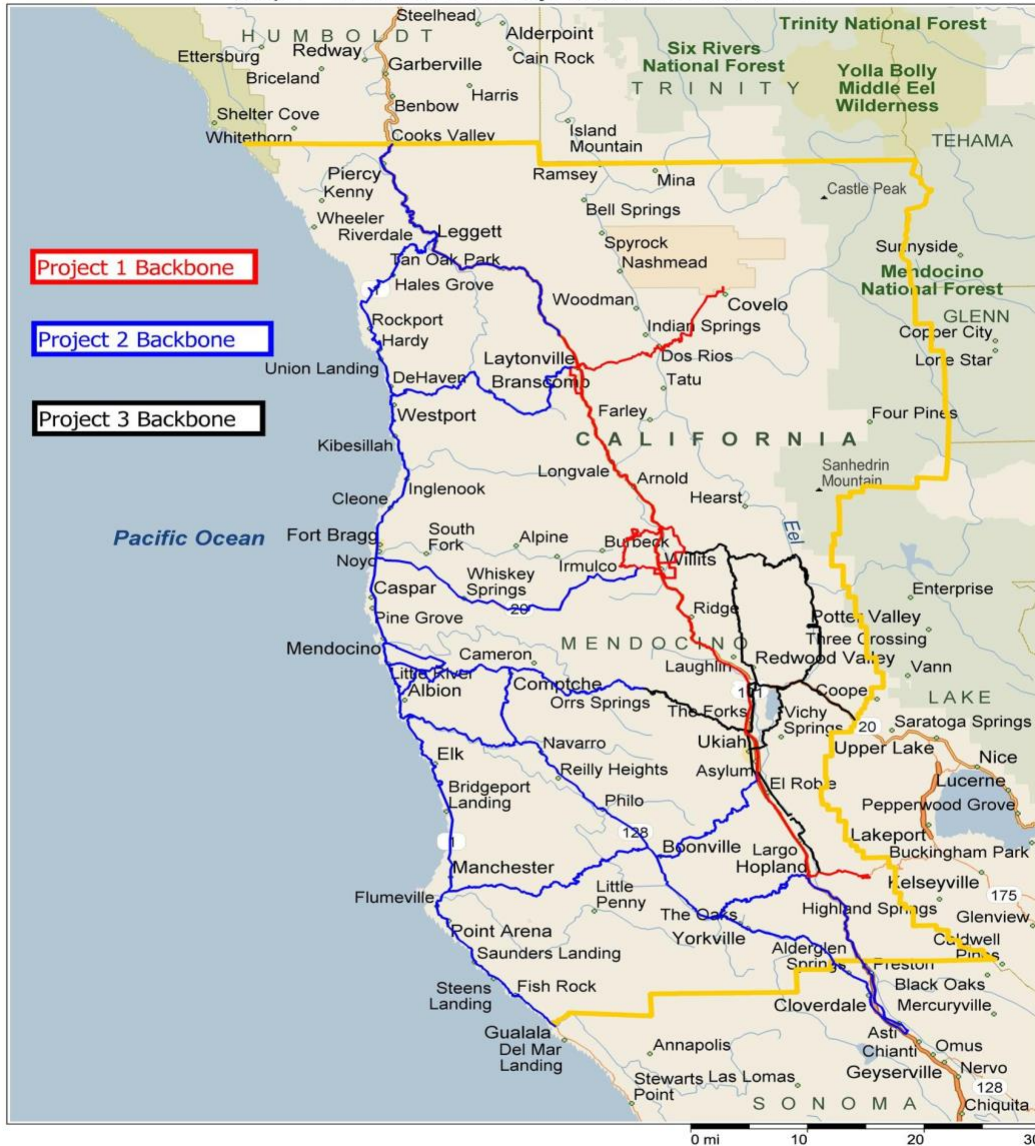 Steelhead
HUMBOLDT
Alderpoint
Trinity National Forest
Ettersburg
Redway
Cain Rock
Six Rivers
National Forest
Garberville
Yolla Bolly
Middle Eel
Wilderness
Briceland
Harris
TRINITY
Benbow
Shelter Cove
Whitethorn
Cooks Valley
Island
Mountain
TEHAMA
Piercy
Kenny
Ramsey
Mina
Castle Peak
Bell Springs
Wheeler
Riverdale
Leggett
Spyrock
Nashmead
Sunnyside
Tan Oak Park
Project 1 Backbone
Hales Grove
Mendocino
National Forest
1
Woodman
Covelo
GLENN
Rockport
Hardy
Indian Springs
Copper City
Project 2 Backbone
Laytonville
Dos Rios
Lone Star
Union Landing
Branscomb
DeHaven
Tatu
Project 3 Backbone
Westport
Farley
Four Pines
CALIFORNIA
Kibesillah
Longvale
Arnold
Sanhedrin
Mountain
Inglenook
Cleone
Hearst
Pacific Ocean
Fort Bragg
South
Fork
Alpine
Burbeck
Eel
Noyo
Irmulco
Willits
Whiskey
Springs
Caspar
20
Enterprise
Pine Grove
Ridge
Potter Valley
Mendocino
MENDOCINO
Three Crossing
Cameron
Laughlin
Redwood Valley
Vann
Little River
Comptche
LAKE
Albion
Orrs Springs
101
Coope
The Forks
Vichy
Springs
20
Saratoga Springs
Navarro
Ukiah
Upper Lake
Elk
Reilly Heights
Asylum
Nice
Bridgeport
Landing
El Roble
Lucerne
Philo
Pepperwood Grove
1
128
Boonville
Lakeport
Manchester
Largo
Buckingham Park
Hopland
Flumeville
Little
Penny
Kelseyville
175
The Oaks
Highland Springs
Glenview
Point Arena
Yorkville
Alderglen
Springs
Caldwell
Pines
Saunders Landing
Preston
Steens
Landing
Fish Rock
Black Oaks
Cloverdale
Mercuryville
Gualala
Asti
Del Mar
Landing
Annapolis
Chianti
Omus
Geyserville
Nervo
Stewarts
Point
Las Lomas
128
SONOMA
Chiquita
0 mi
10
20
30